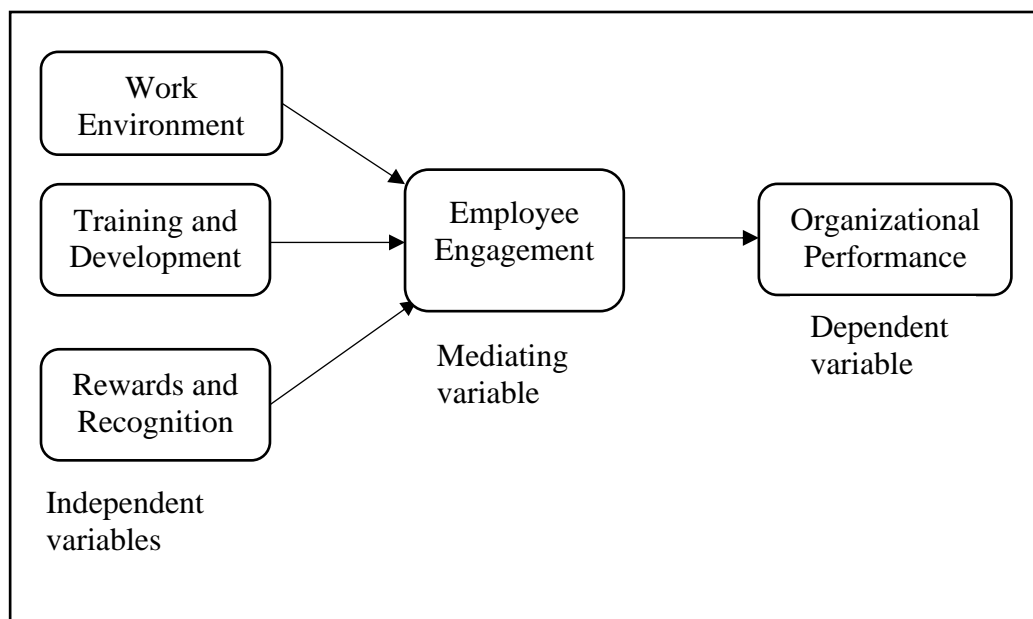 Work
Environment
Training and
Development
Rewards and
Recognition
Independent
variables
Employee
Engagement
Mediating
variable
Organizational
Performance
Dependent
variable